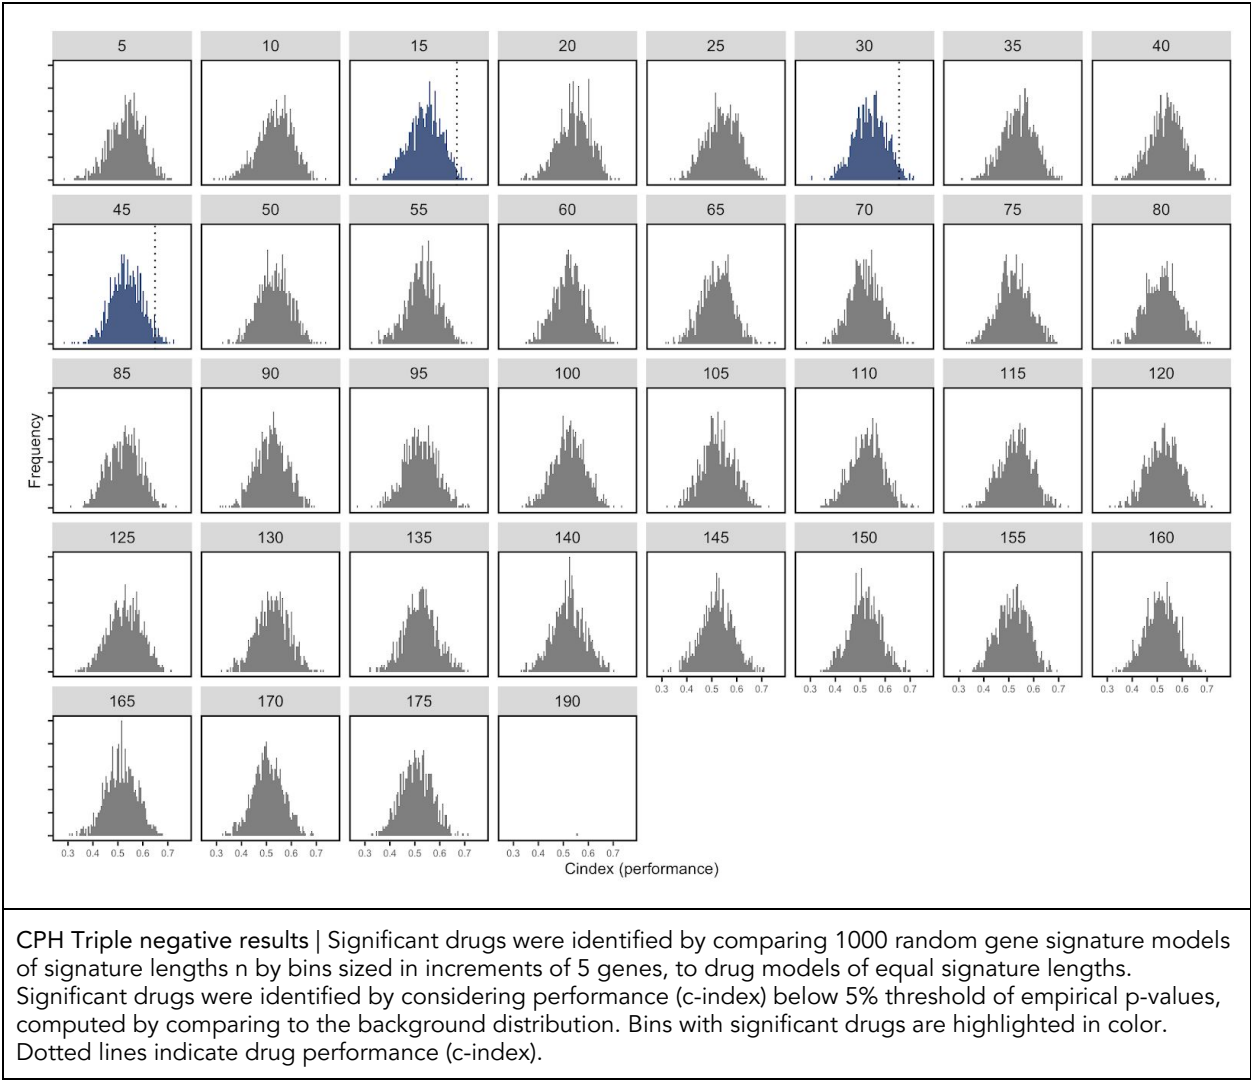 5 10 15 20 25 30 35 40
45 50 55 60 65 70 75 80
85 90 95 100 105 110 115 120
Frequency
125 130 135 140 145 150 155 160
0.3 0.4 0.5 0.6 0.7 0.3 0.4 0.5 0.6 0.7 0.3 0.4 0.5 0.6 0.7 0.3 0.4 0.5 0.6 0.7
165 170 175 190
0.3 0.4 0.5 0.6 0.7 0.3 0.4 0.5 0.6 0.7 0.3 0.4 0.5 0.6 0.7 0.3 0.4 0.5 0.6 0.7
Cindex (performance)
CPH Triple negative results | Significant drugs were identified by comparing 1000 random gene signature models
of signature lengths n by bins sized in increments of 5 genes, to drug models of equal signature lengths.
Significant drugs were identified by considering performance (c-index) below 5% threshold of empirical p-values,
computed by comparing to the background distribution. Bins with significant drugs are highlighted in color.
Dotted lines indicate drug performance (c-index).